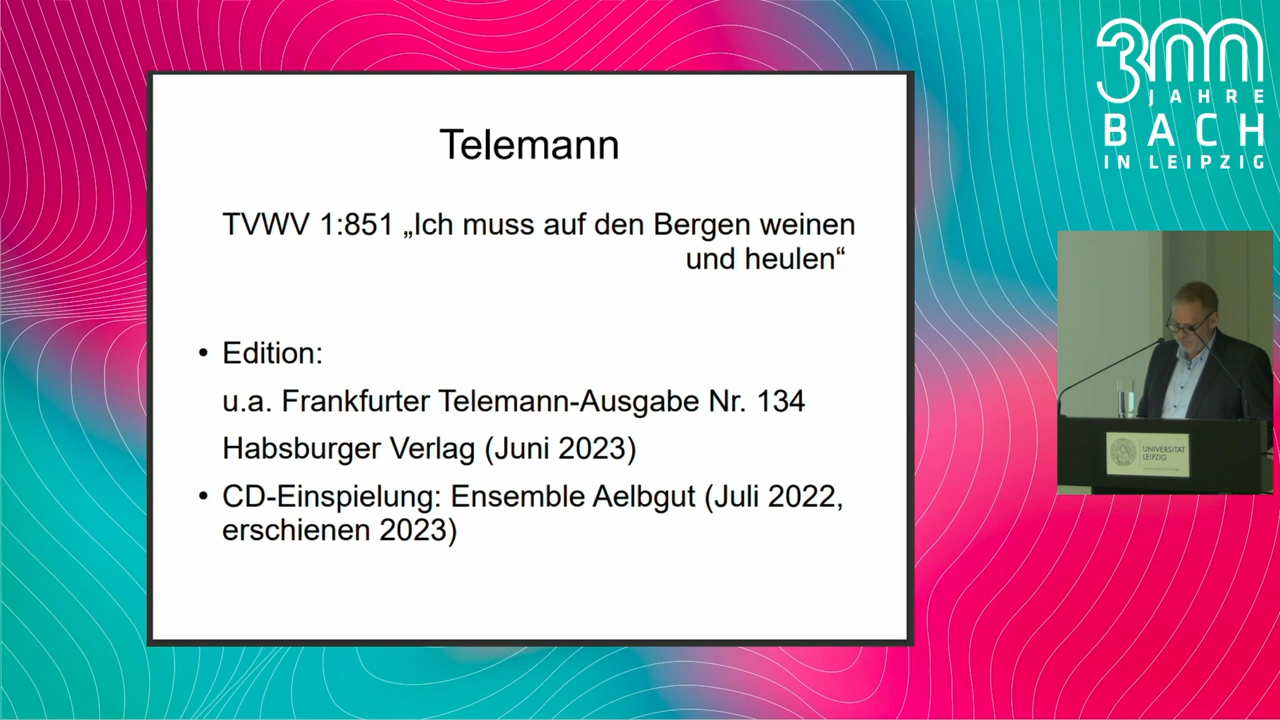 Telemann
TVWV 1:851 „Ich muss auf den Bergen weinen
und heulen“
• Edition:
u.a. Frankfurter Telemann-Ausgabe Nr. 134
Habsburger Verlag (Juni 2023)
• CD-Einspielung: Ensemble Aelbgut (Juli 2022,
erschienen 2023)
300
JAHRE
BACH
IN LEIPZIG
UNIVERSITÄT
LEIPZIG